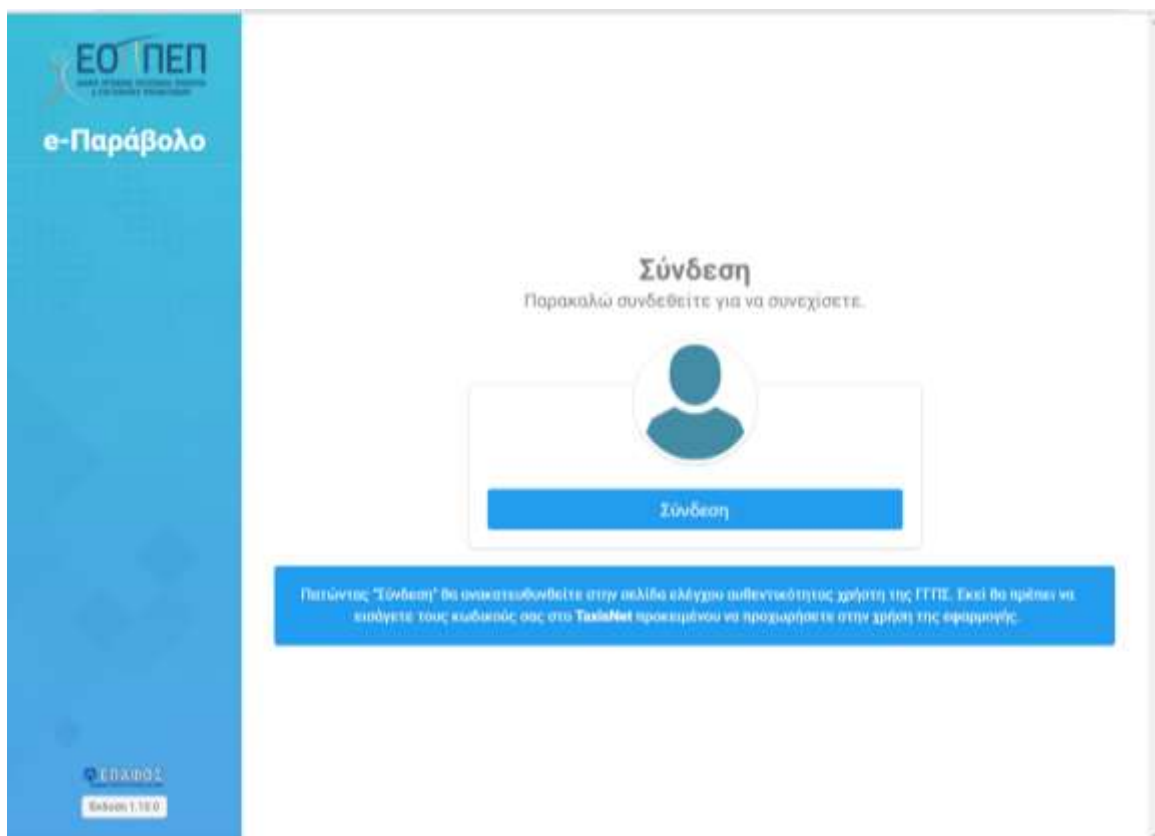 ΕΟΠΠΕΠ
e-Παράβολο
Σύνδεση
Παρακαλώ συνδεθείτε για να συνεχίσετε.
Σύνδεση
Πατώντας "Σύνδεση" θα ανακατευθυνθείτε στην σελίδα ελέγχου αυθεντικότητας χρήστη της ΓΓΠΣ. Εκεί θα πρέπει να
εισάγετε τους κωδικούς σας στο TaxisNet προκειμένου να προχωρήσετε στην χρήση της εφαρμογής.
ΕΠΑΦΟΣ
Έκδοση 1.10.0